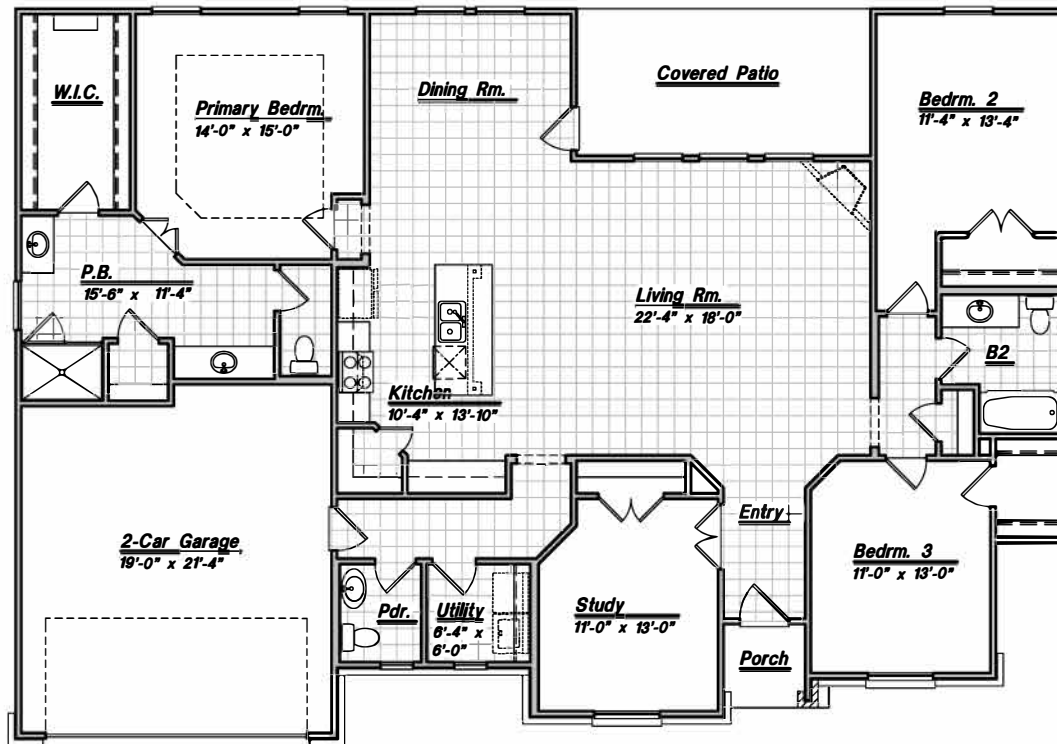 W.I.C.
Primary Bedrm.
14'-0" x 15'-0"
Dining Rm.
Covered Patio
Bedrm. 2
11'-4" x 13'-4"
P.B.
15'-6" x 11'-4"
Living Rm.
22'-4" x 18'-0"
B2
Kitchen
10'-4" x 13'-10"
2-Car Garage
19'-0" x 21'-4"
Entry
Bedrm. 3
11'-0" x 13'-0"
Pdr.
Utility
6'-4" x
6'-0"
Study
11'-0" x 13'-0"
Porch